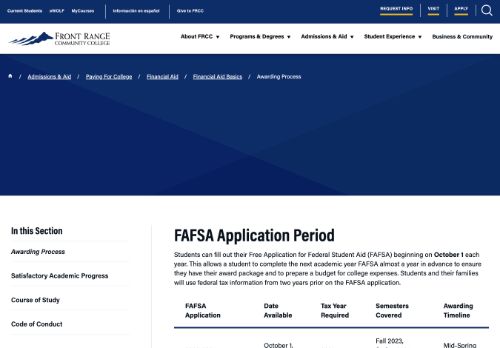 Current Students eWOLF MyCourses Información en español Give to FRCC REQUEST INFO VISIT APPLY
FRONT RANGE
COMMUNITY COLLEGE
About FRCC Programs & Degrees Admissions & Aid Student Experience Business & Community
/ Admissions & Aid / Paying For College / Financial Aid / Financial Aid Basics / Awarding Process
In this Section
Awarding Process
Satisfactory Academic Progress
Course of Study
Code of Conduct
FAFSA Application Period
Students can fill out their Free Application for Federal Student Aid (FAFSA) beginning on October 1 each
year. This allows a student to complete the next academic year FAFSA almost a year in advance to ensure
they have their award package and to prepare a budget for college expenses. Students and their families
will use federal tax information from two years prior on the FAFSA application.
FAFSA Date Tax Year Semesters Awarding
Application Available Required Covered Timeline
Fall 2023,
October 1, Mid-Spring